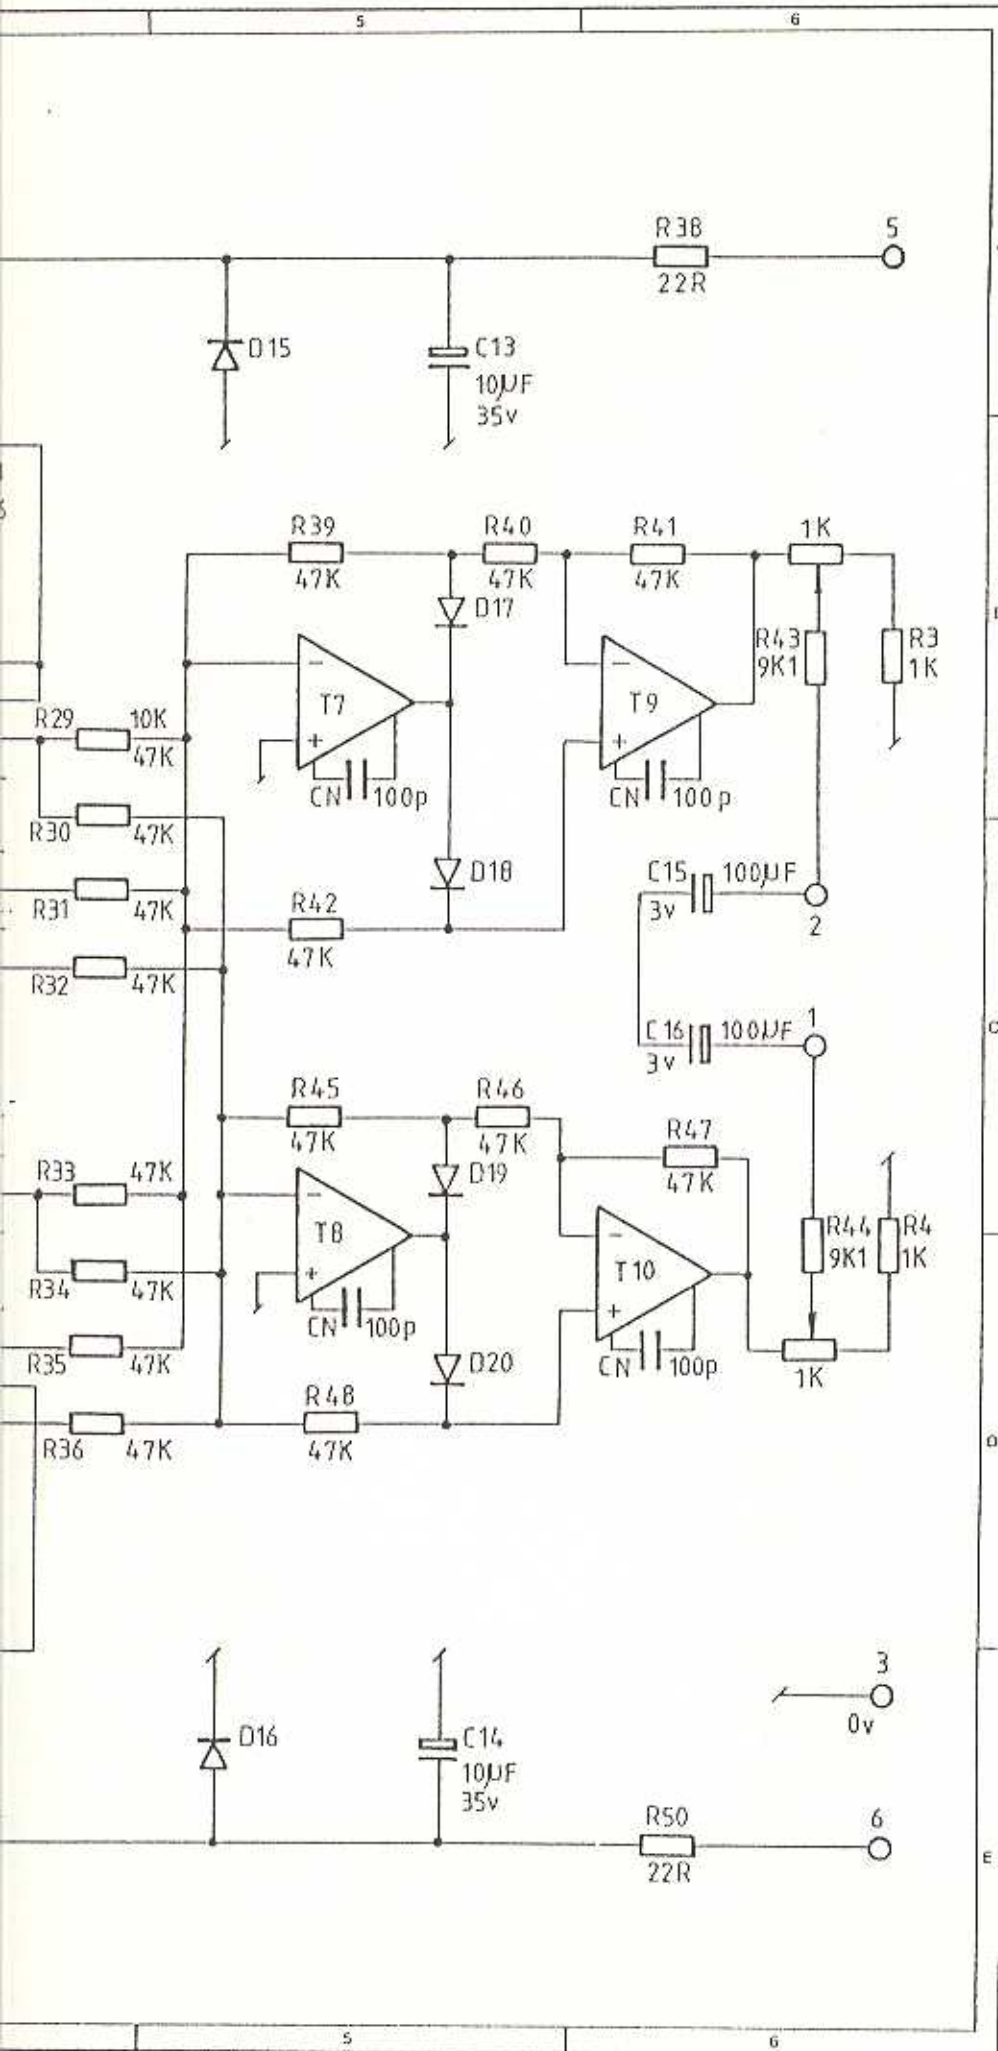 5
6
R38
5
22R
D15
C13
10µF
35v
R39
R40
R41
1K
47K
47K
47K
D17
R43
9K1
R3
1K
T7
T9
R29
10K
47K
CN
100p
CN
100p
R30
47K
D18
C15
100µF
3v
2
R31
47K
R42
47K
R32
47K
C16
100µF
3v
1
C
R45
R46
47K
47K
R47
47K
D19
R33
47K
T8
T10
R44
9K1
R4
1K
R34
47K
CN
100p
R35
47K
D20
CN
100p
1K
R48
47K
R36
47K
D
3
0v
D16
C14
10µF
35v
R50
22R
6
E
5
6